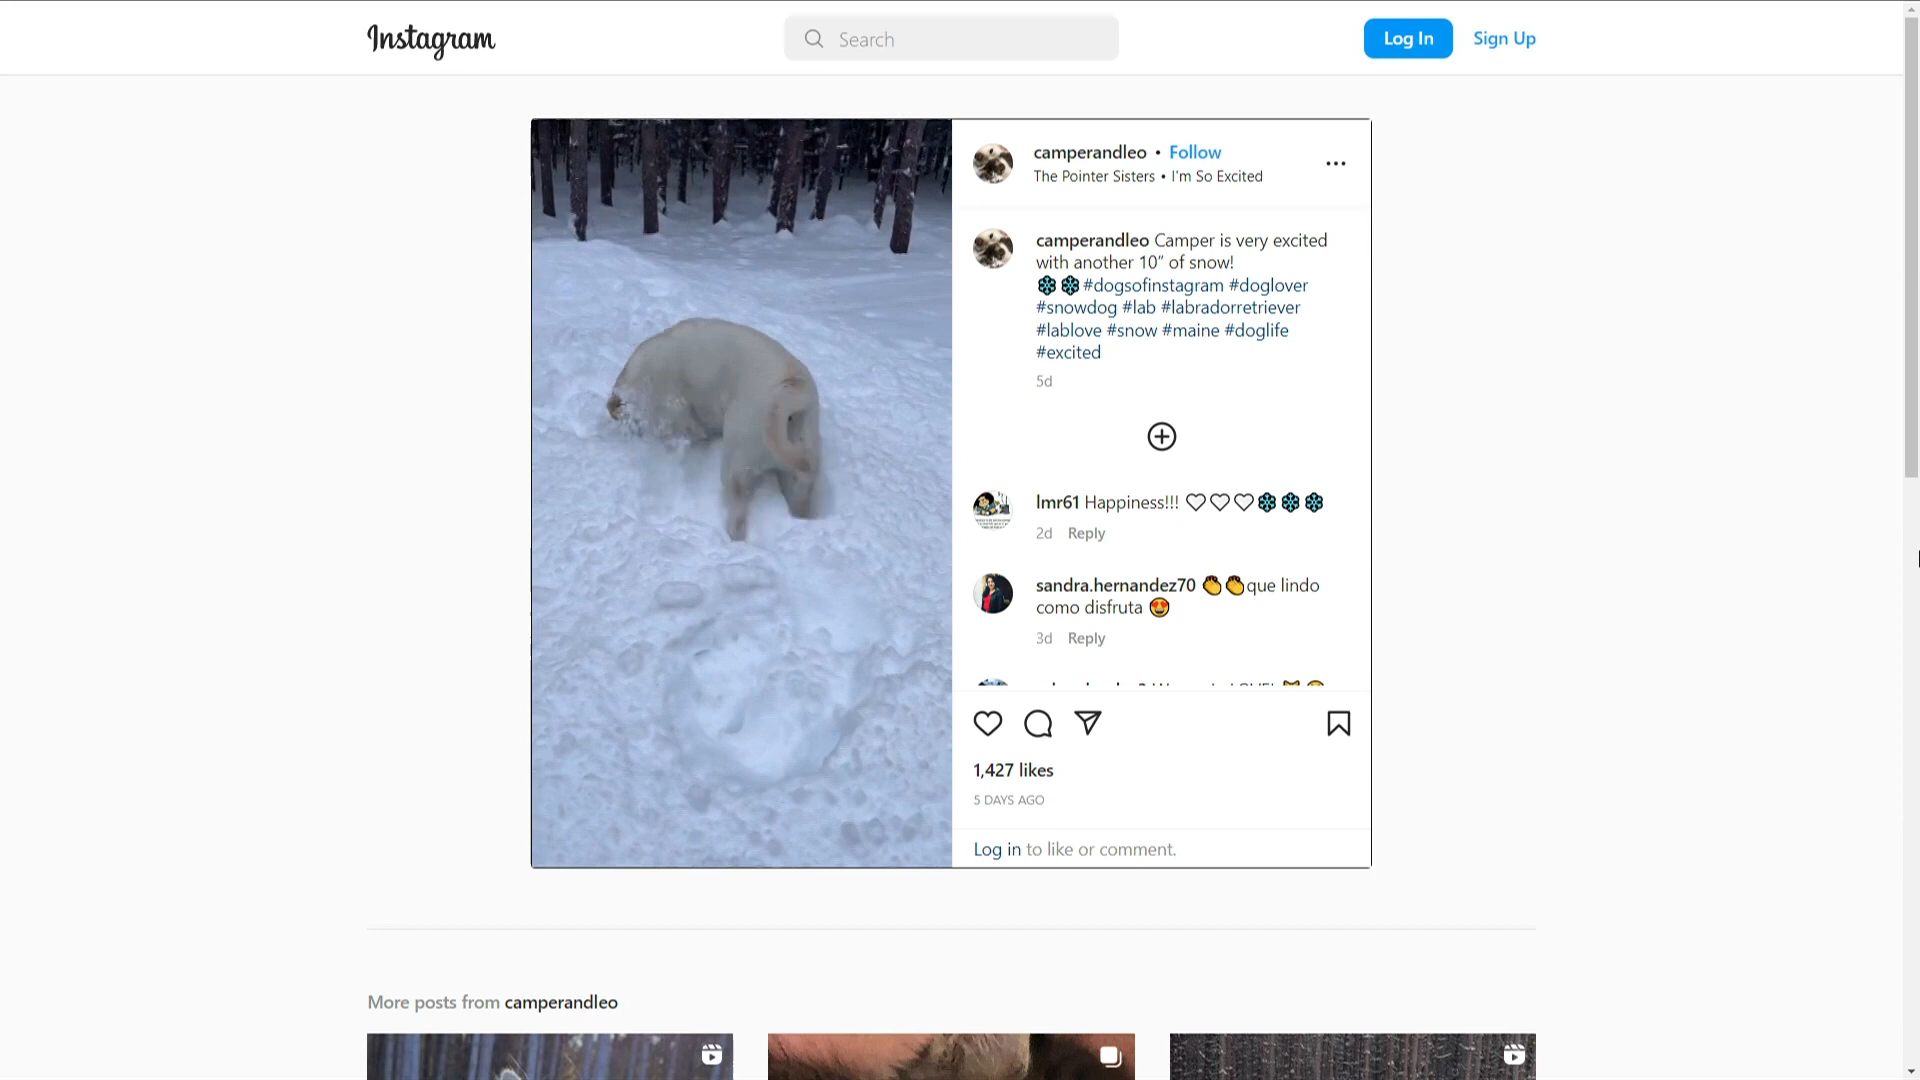 Instagram
Search
Log In
Sign Up
camperandleo • Follow
The Pointer Sisters • I'm So Excited
camperandleo Camper is very excited
with another 10” of snow!
❄❄#dogsofinstagram #doglover
#snowdog #lab #labradorretriever
#lablove #snow #maine #doglife
#excited
5d
lmr61 Happiness!!! ♡♡♡❄❄❄
2d Reply
sandra.hernandez70 👏👏que lindo
como disfruta 😍
3d Reply
1,427 likes
5 DAYS AGO
Log in to like or comment.
More posts from camperandleo